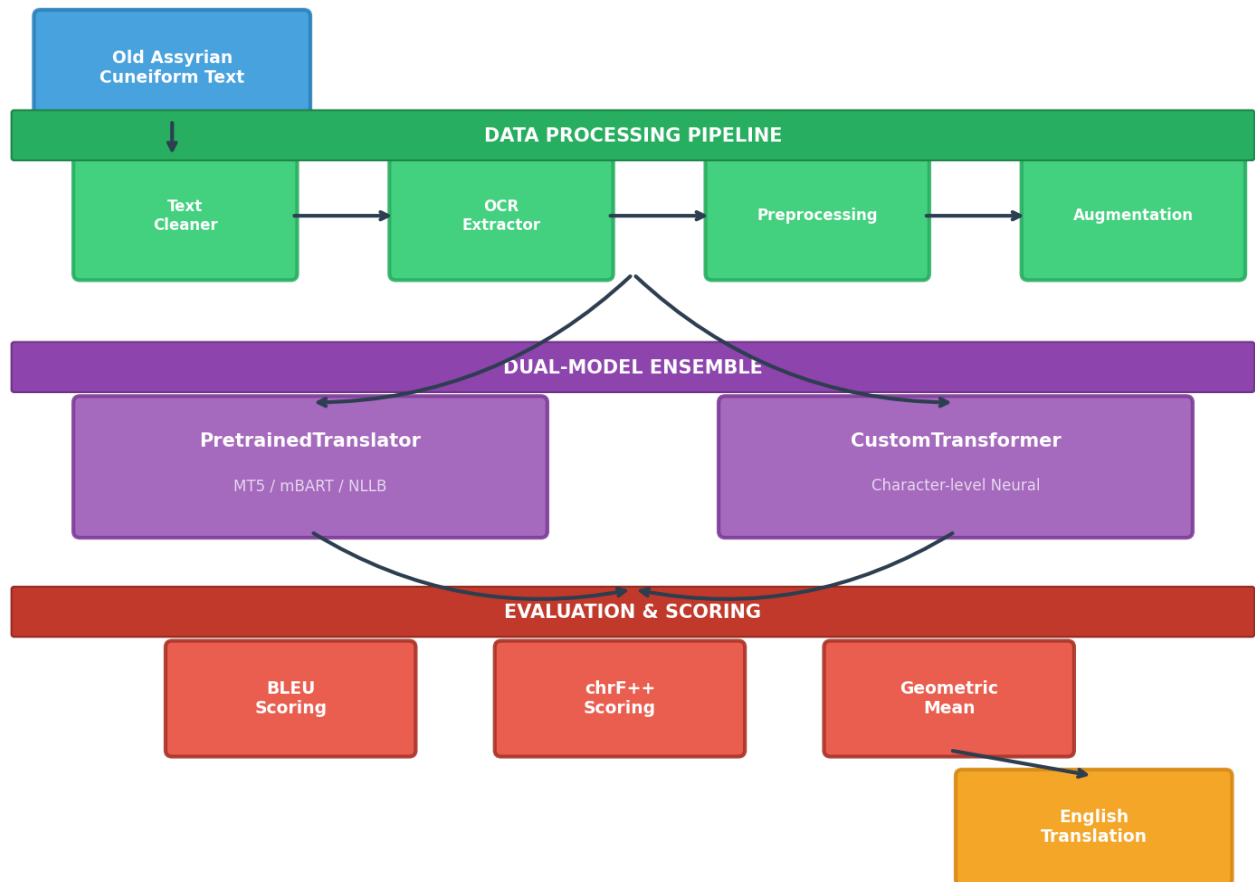 Old Assyrian
Cuneiform Text
DATA PROCESSING PIPELINE
Text
Cleaner
OCR
Extractor
Preprocessing
Augmentation
DUAL-MODEL ENSEMBLE
PretrainedTranslator
MT5 / mBART / NLLB
CustomTransformer
Character-level Neural
EVALUATION & SCORING
BLEU
Scoring
chrF++
Scoring
Geometric
Mean
English
Translation